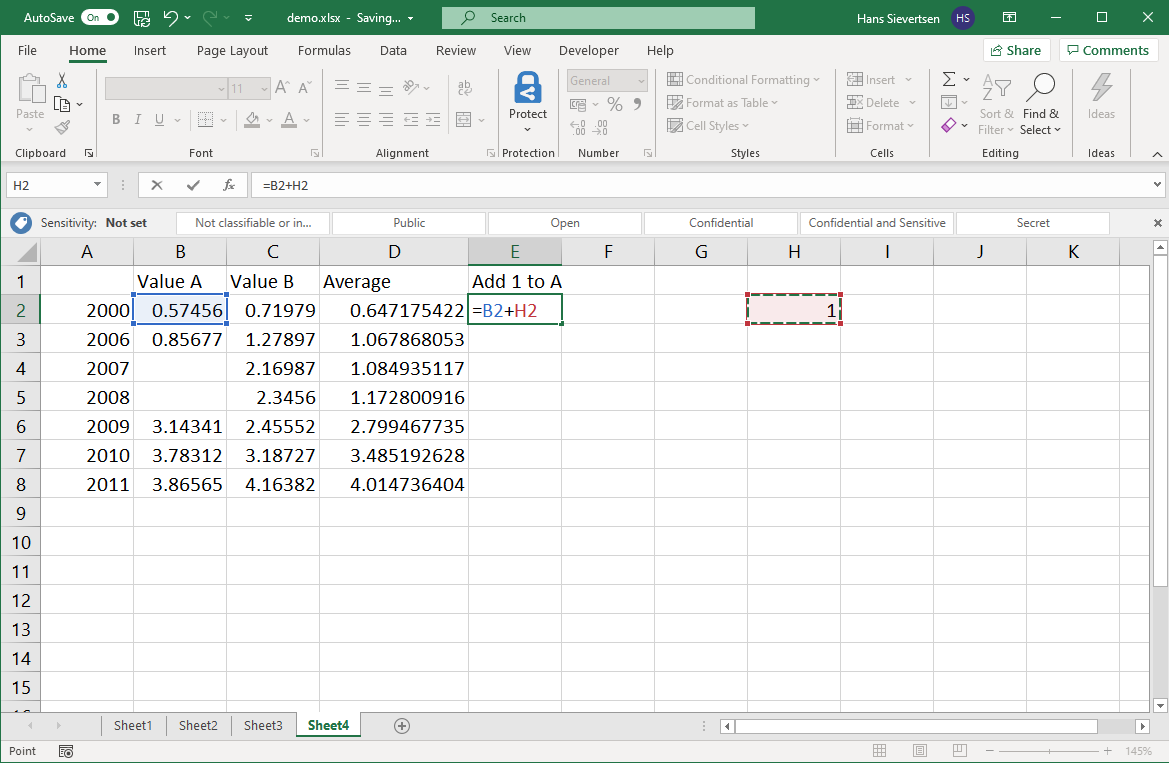 AutoSave On demo.xlsx - Saving... Search Hans Sievertsen HS
File Home Insert Page Layout Formulas Data Review View Developer Help Share Comments
Paste 11 A A ab Protect General Conditional Formatting Insert Σ A Z Sort & Filter Find & Select Ideas
B I U A % 9 Format as Table Delete
Cell Styles Format
Clipboard Font Alignment Protection Number Styles Cells Editing Ideas
H2 fx =B2+H2
Sensitivity: Not set Not classifiable or in... Public Open Confidential Confidential and Sensitive Secret
A B C D E F G H I J K
1 Value A Value B Average Add 1 to A
2 2000 0.57456 0.71979 0.647175422 =B2+H2 1
3 2006 0.85677 1.27897 1.067868053
4 2007 2.16987 1.084935117
5 2008 2.3456 1.172800916
6 2009 3.14341 2.45552 2.799467735
7 2010 3.78312 3.18727 3.485192628
8 2011 3.86565 4.16382 4.014736404
9
10
11
12
13
14
15
Sheet1 Sheet2 Sheet3 Sheet4
Point 145%